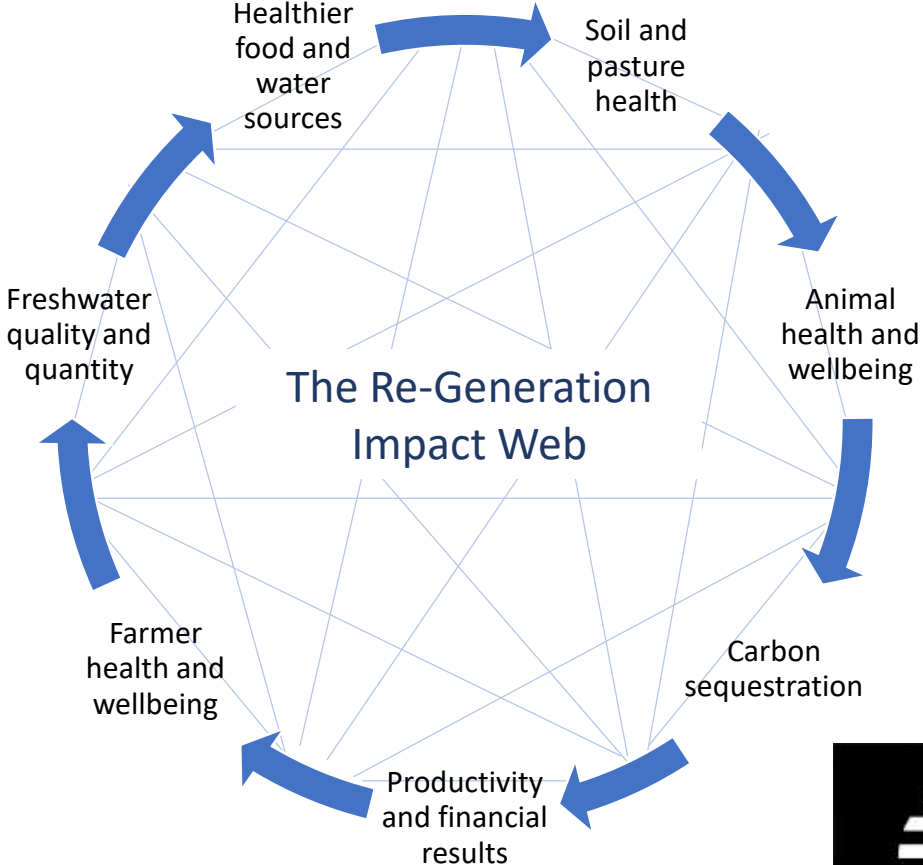 Healthier
food and
water
sources
Soil and
pasture
health
Animal
health and
wellbeing
Carbon
sequestration
Productivity
and financial
results
Farmer
health and
wellbeing
Freshwater
quality and
quantity
The Re-Generation
Impact Web